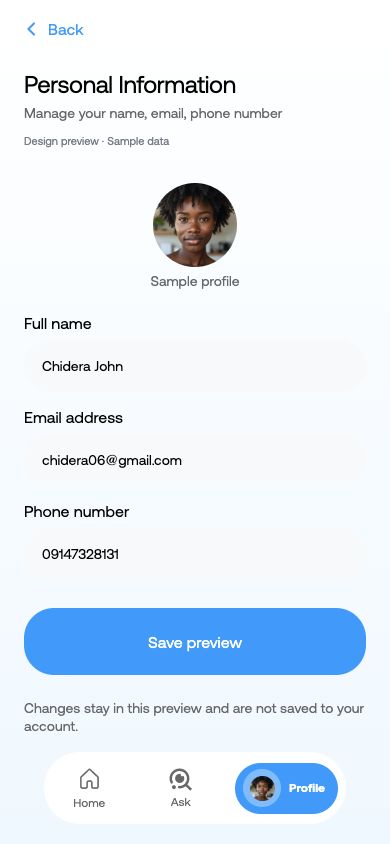 Back
Personal Information
Manage your name, email, phone number
Design preview · Sample data
Sample profile
Full name
Chidera John
Email address
chidera06@gmail.com
Phone number
09147328131
Save preview
Changes stay in this preview and are not saved to your
account.
Home
Ask
Profile